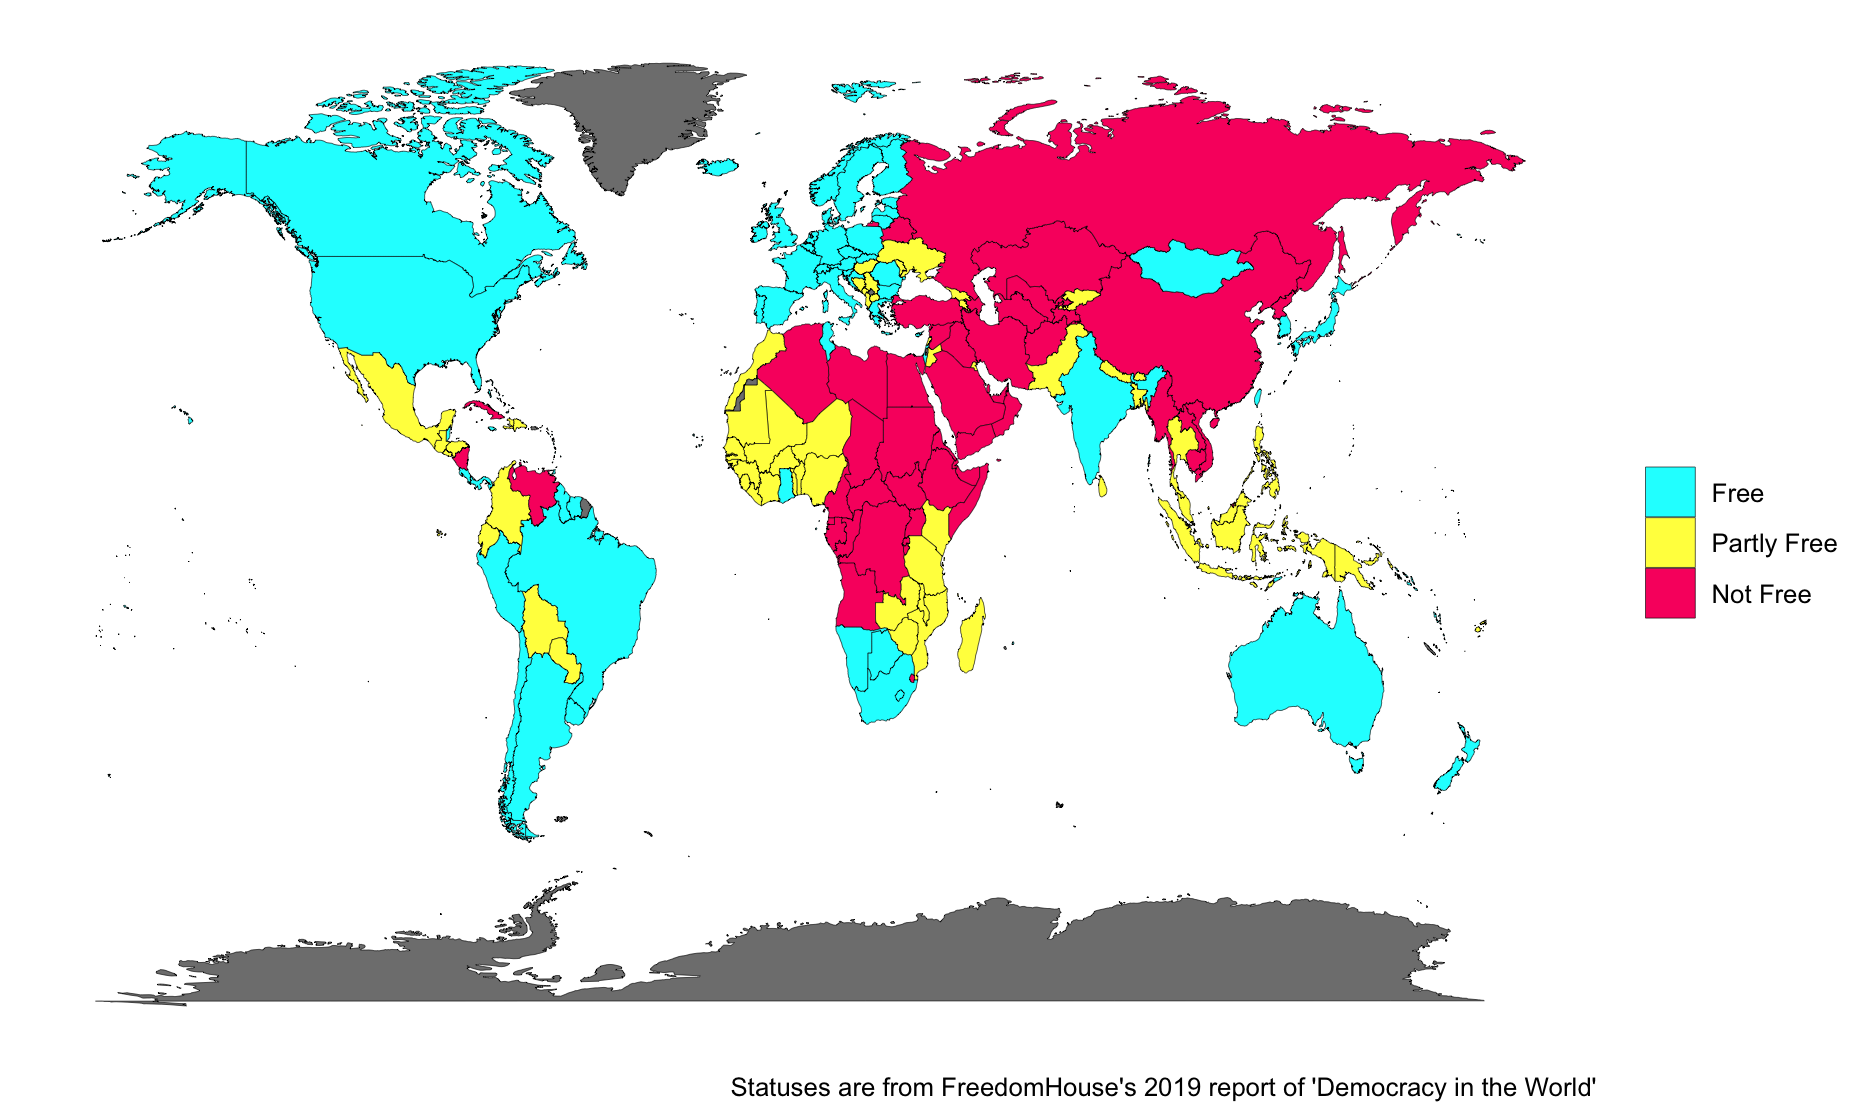 Free
Partly Free
Not Free
Statuses are from FreedomHouse's 2019 report of 'Democracy in the World'